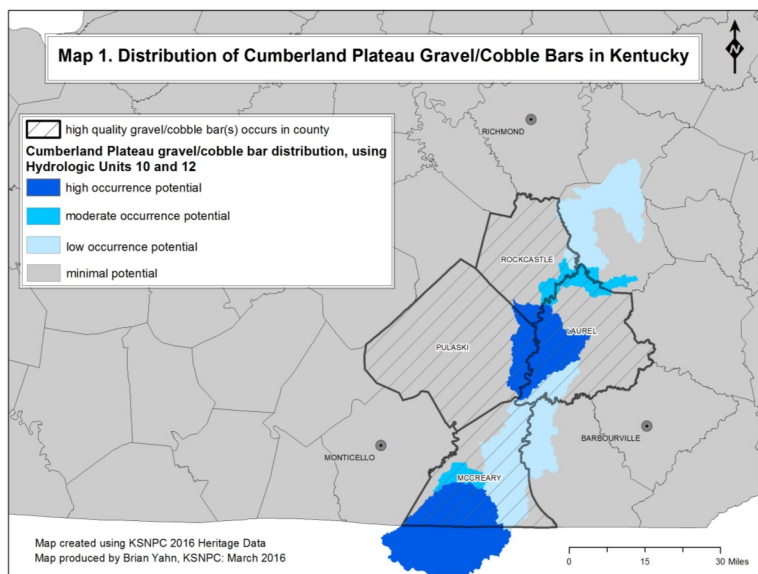 Map 1. Distribution of Cumberland Plateau Gravel/Cobble Bars in Kentucky
N
high quality gravel/cobble bar(s) occurs in county
Cumberland Plateau gravel/cobble bar distribution, using
Hydrologic Units 10 and 12
high occurrence potential
moderate occurrence potential
low occurrence potential
minimal potential
RICHMOND
ROCKCASTLE
LAUREL
PULASKI
BARBOURVILLE
MONTICELLO
MCCREARY
Map created using KSNPC 2016 Heritage Data
Map produced by Brian Yahn, KSNPC: March 2016
0 15 30 Miles